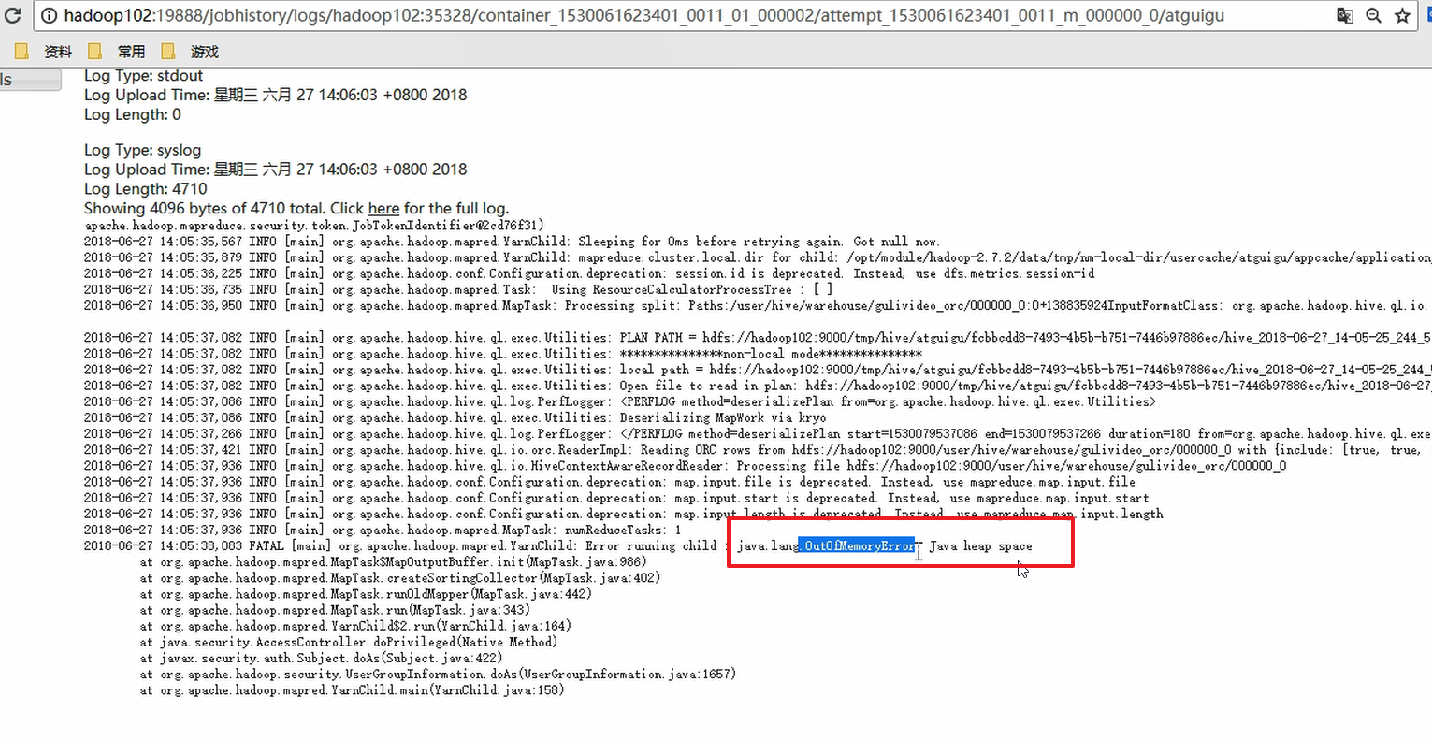 hadoop102:19888/jobhistory/logs/hadoop102:35328/container_1530061623401_0011_01_000002/attempt_1530061623401_0011_m_000000_0/atguigu
资料 常用 游戏
ls
Log Type: stdout
Log Upload Time: 星期三 六月 27 14:06:03 +0800 2018
Log Length: 0
Log Type: syslog
Log Upload Time: 星期三 六月 27 14:06:03 +0800 2018
Log Length: 4710
Showing 4096 bytes of 4710 total. Click here for the full log.
apache.hadoop.mapreduce.security.token.JobTokenIdentifier@2cd76f31)
2018-06-27 14:05:35,567 INFO [main] org.apache.hadoop.mapred.YarnChild: Sleeping for 0ms before retrying again. Got null now.
2018-06-27 14:05:35,879 INFO [main] org.apache.hadoop.mapred.YarnChild: mapreduce.cluster.local.dir for child: /opt/module/hadoop-2.7.2/data/tmp/nm-local-dir/usercache/atguigu/appcache/application_
2018-06-27 14:05:36,225 INFO [main] org.apache.hadoop.conf.Configuration.deprecation: session.id is deprecated. Instead, use dfs.metrics.session-id
2018-06-27 14:05:36,735 INFO [main] org.apache.hadoop.mapred.Task:  Using ResourceCalculatorProcessTree : [ ]
2018-06-27 14:05:36,950 INFO [main] org.apache.hadoop.mapred.MapTask: Processing split: Paths:/user/hive/warehouse/gulivideo_orc/000000_0:0+138835924InputFormatClass: org.apache.hadoop.hive.ql.io.
2018-06-27 14:05:37,082 INFO [main] org.apache.hadoop.hive.ql.exec.Utilities: PLAN PATH = hdfs://hadoop102:9000/tmp/hive/atguigu/fcbbcdd8-7493-4b5b-b751-7446b97886ec/hive_2018-06-27_14-05-25_244_5
2018-06-27 14:05:37,082 INFO [main] org.apache.hadoop.hive.ql.exec.Utilities: ***************non-local mode***************
2018-06-27 14:05:37,082 INFO [main] org.apache.hadoop.hive.ql.exec.Utilities: local path = hdfs://hadoop102:9000/tmp/hive/atguigu/fcbbcdd8-7493-4b5b-b751-7446b97886ec/hive_2018-06-27_14-05-25_244_
2018-06-27 14:05:37,082 INFO [main] org.apache.hadoop.hive.ql.exec.Utilities: Open file to read in plan: hdfs://hadoop102:9000/tmp/hive/atguigu/fcbbcdd8-7493-4b5b-b751-7446b97886ec/hive_2018-06-27_
2018-06-27 14:05:37,086 INFO [main] org.apache.hadoop.hive.ql.log.PerfLogger: <PERFLOG method=deserializePlan from=org.apache.hadoop.hive.ql.exec.Utilities>
2018-06-27 14:05:37,086 INFO [main] org.apache.hadoop.hive.ql.exec.Utilities: Deserializing MapWork via kryo
2018-06-27 14:05:37,266 INFO [main] org.apache.hadoop.hive.ql.log.PerfLogger: </PERFLOG method=deserializePlan start=1530079537086 end=1530079537266 duration=180 from=org.apache.hadoop.hive.ql.exe
2018-06-27 14:05:37,421 INFO [main] org.apache.hadoop.hive.ql.io.orc.ReaderImpl: Reading ORC rows from hdfs://hadoop102:9000/user/hive/warehouse/gulivideo_orc/000000_0 with {include: [true, true,
2018-06-27 14:05:37,936 INFO [main] org.apache.hadoop.hive.ql.io.HiveContextAwareRecordReader: Processing file hdfs://hadoop102:9000/user/hive/warehouse/gulivideo_orc/000000_0
2018-06-27 14:05:37,936 INFO [main] org.apache.hadoop.conf.Configuration.deprecation: map.input.file is deprecated. Instead, use mapreduce.map.input.file
2018-06-27 14:05:37,936 INFO [main] org.apache.hadoop.conf.Configuration.deprecation: map.input.start is deprecated. Instead, use mapreduce.map.input.start
2018-06-27 14:05:37,936 INFO [main] org.apache.hadoop.conf.Configuration.deprecation: map.input.length is deprecated. Instead, use mapreduce.map.input.length
2018-06-27 14:05:37,936 INFO [main] org.apache.hadoop.mapred.MapTask: numReduceTasks: 1
2018-06-27 14:05:38,003 FATAL [main] org.apache.hadoop.mapred.YarnChild: Error running child : java.lang.OutOfMemoryError: Java heap space
at org.apache.hadoop.mapred.MapTask$MapOutputBuffer.init(MapTask.java:986)
at org.apache.hadoop.mapred.MapTask.createSortingCollector(MapTask.java:402)
at org.apache.hadoop.mapred.MapTask.runOldMapper(MapTask.java:442)
at org.apache.hadoop.mapred.MapTask.run(MapTask.java:343)
at org.apache.hadoop.mapred.YarnChild$2.run(YarnChild.java:164)
at java.security.AccessController.doPrivileged(Native Method)
at javax.security.auth.Subject.doAs(Subject.java:422)
at org.apache.hadoop.security.UserGroupInformation.doAs(UserGroupInformation.java:1657)
at org.apache.hadoop.mapred.YarnChild.main(YarnChild.java:158)